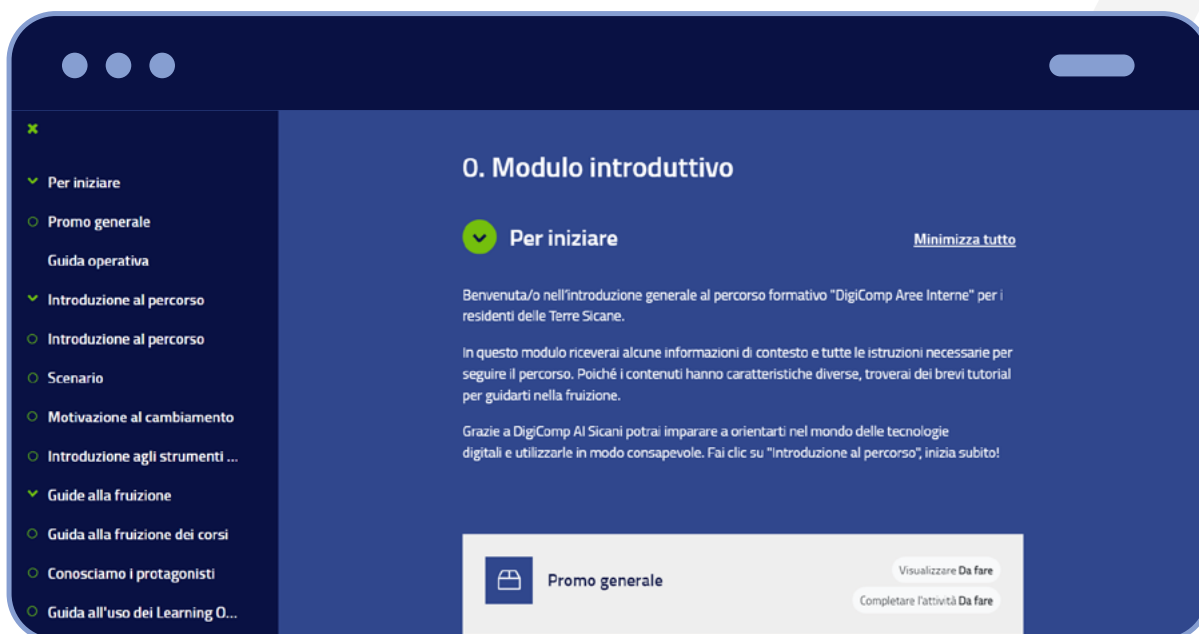 Per iniziare
Promo generale
Guida operativa
Introduzione al percorso
Introduzione al percorso
Scenario
Motivazione al cambiamento
Introduzione agli strumenti ...
Guide alla fruizione
Guida alla fruizione dei corsi
Conosciamo i protagonisti
Guida all'uso dei Learning O...
0. Modulo introduttivo
Per iniziare
Minimizza tutto
Benvenuta/o nell'introduzione generale al percorso formativo "DigiComp Aree Interne" per i
residenti delle Terre Sicane.
In questo modulo riceverai alcune informazioni di contesto e tutte le istruzioni necessarie per
seguire il percorso. Poiché i contenuti hanno caratteristiche diverse, troverai dei brevi tutorial
per guidarti nella fruizione.
Grazie a DigiComp AI Sicani potrai imparare a orientarti nel mondo delle tecnologie
digitali e utilizzarle in modo consapevole. Fai clic su "Introduzione al percorso", inizia subito!
Promo generale
Visualizzare Da fare
Completare l'attività Da fare